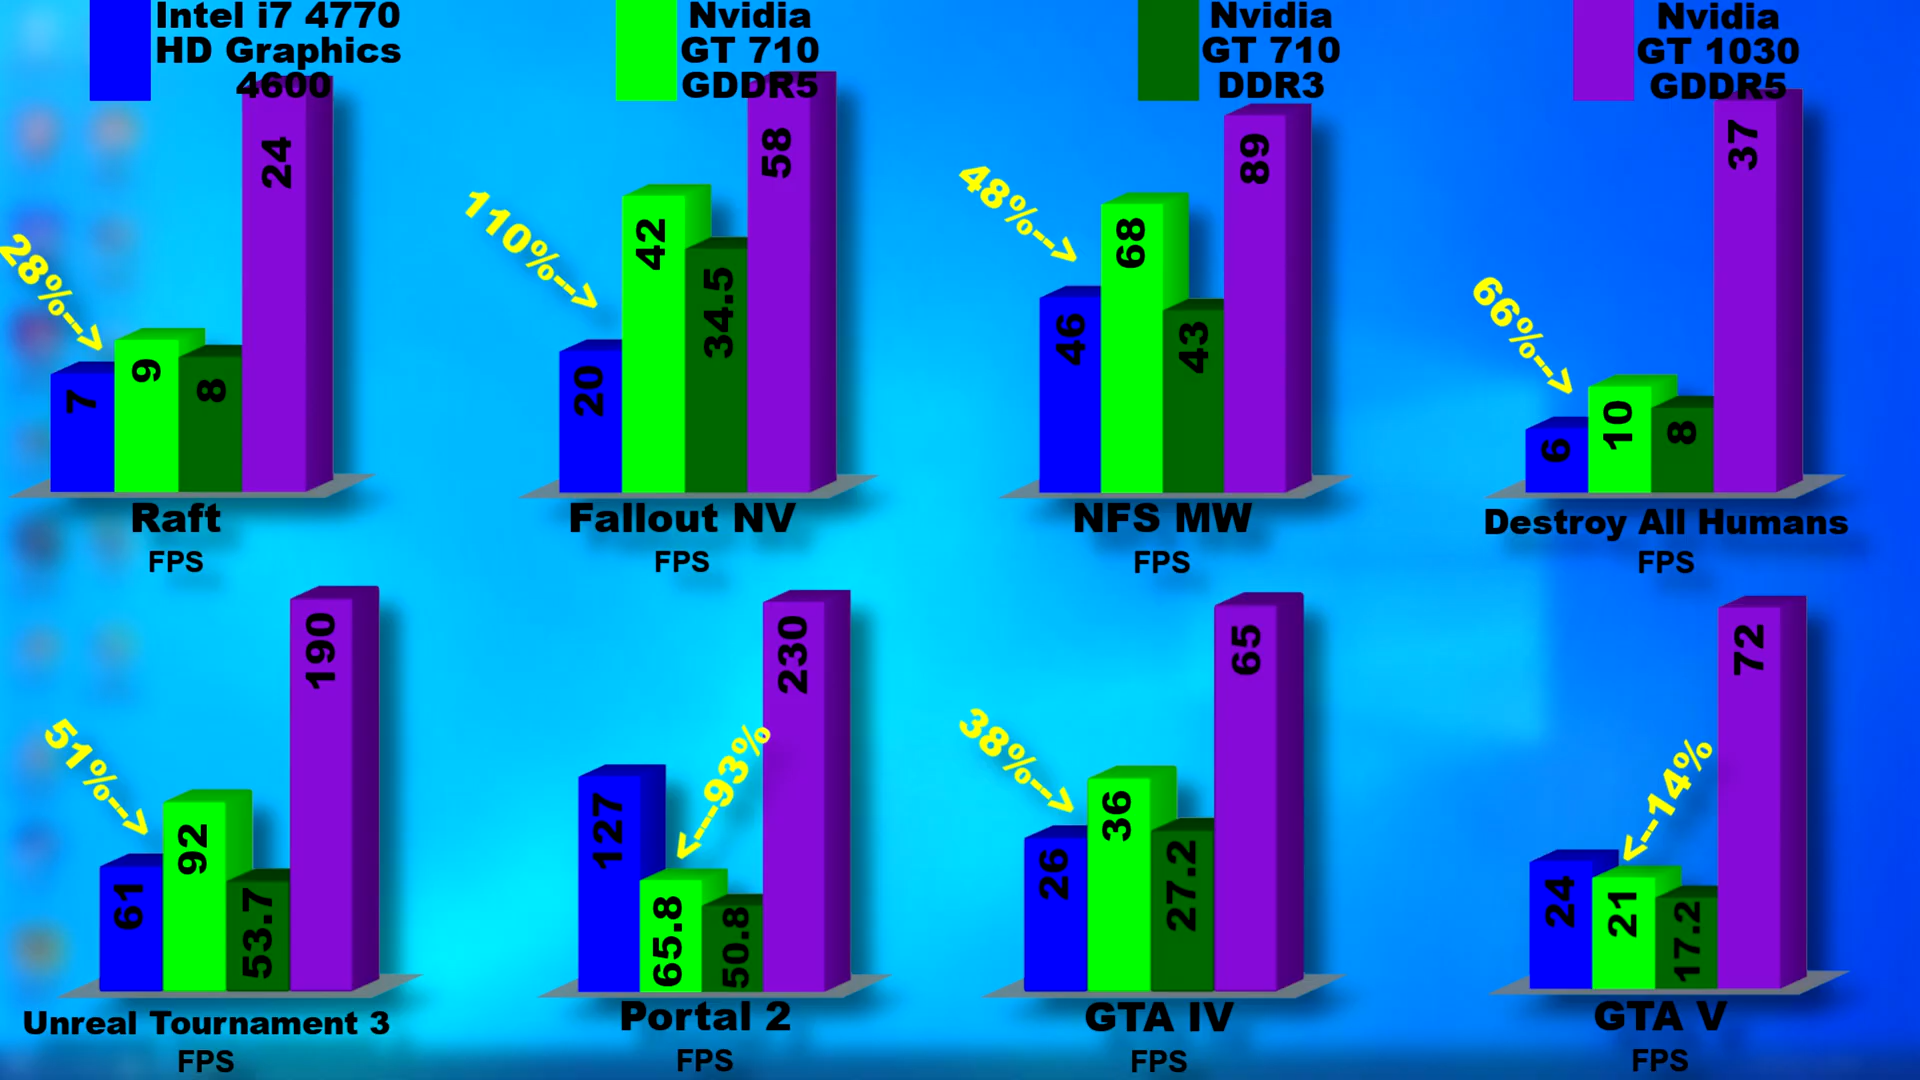 Intel i7 4770
HD Graphics
4600
Nvidia
GT 710
GDDR5
Nvidia
GT 710
DDR3
Nvidia
GT 1030
GDDR5
28%
7
9
8
24
Raft
FPS
110%
20
42
34.5
58
Fallout NV
FPS
48%
46
68
43
89
NFS MW
FPS
66%
6
10
8
37
Destroy All Humans
FPS
51%
61
92
53.7
190
Unreal Tournament 3
FPS
127
65.8
50.8
230
93%
Portal 2
FPS
38%
26
36
27.2
65
GTA IV
FPS
24
21
17.2
72
14%
GTA V
FPS